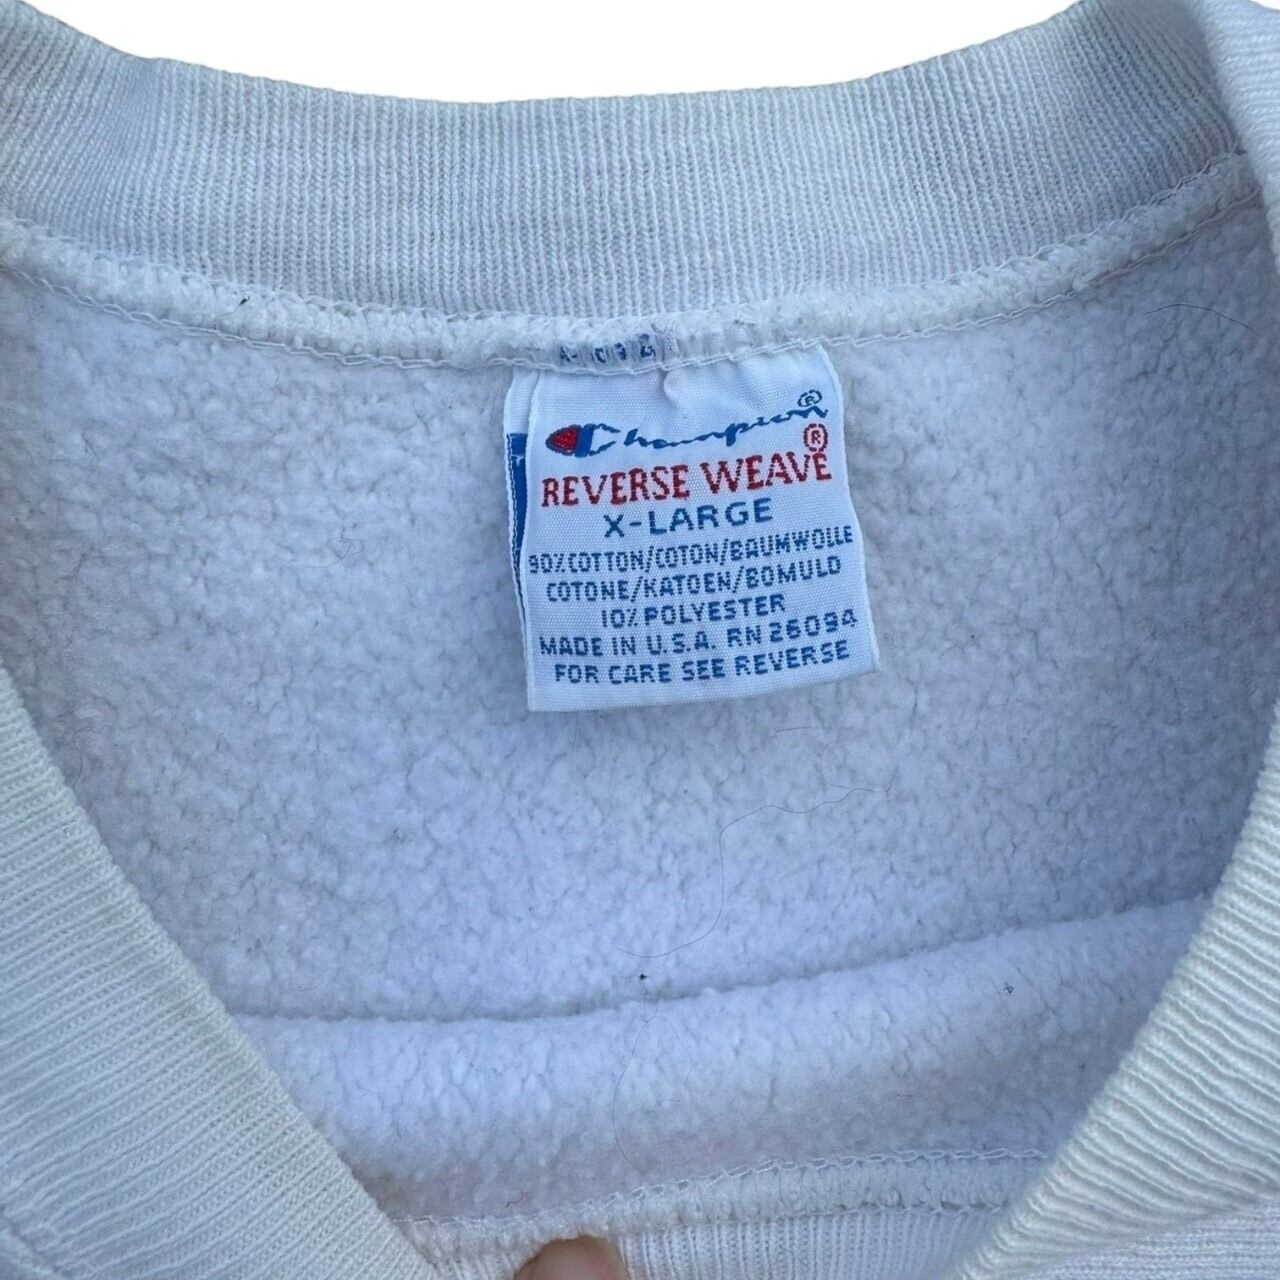 Champion®
REVERSE WEAVE®
X-LARGE
90% COTTON/COTON/BAUMWOLLE
COTONE/KATOEN/BOMULD
10% POLYESTER
MADE IN U.S.A. RN 26094
FOR CARE SEE REVERSE